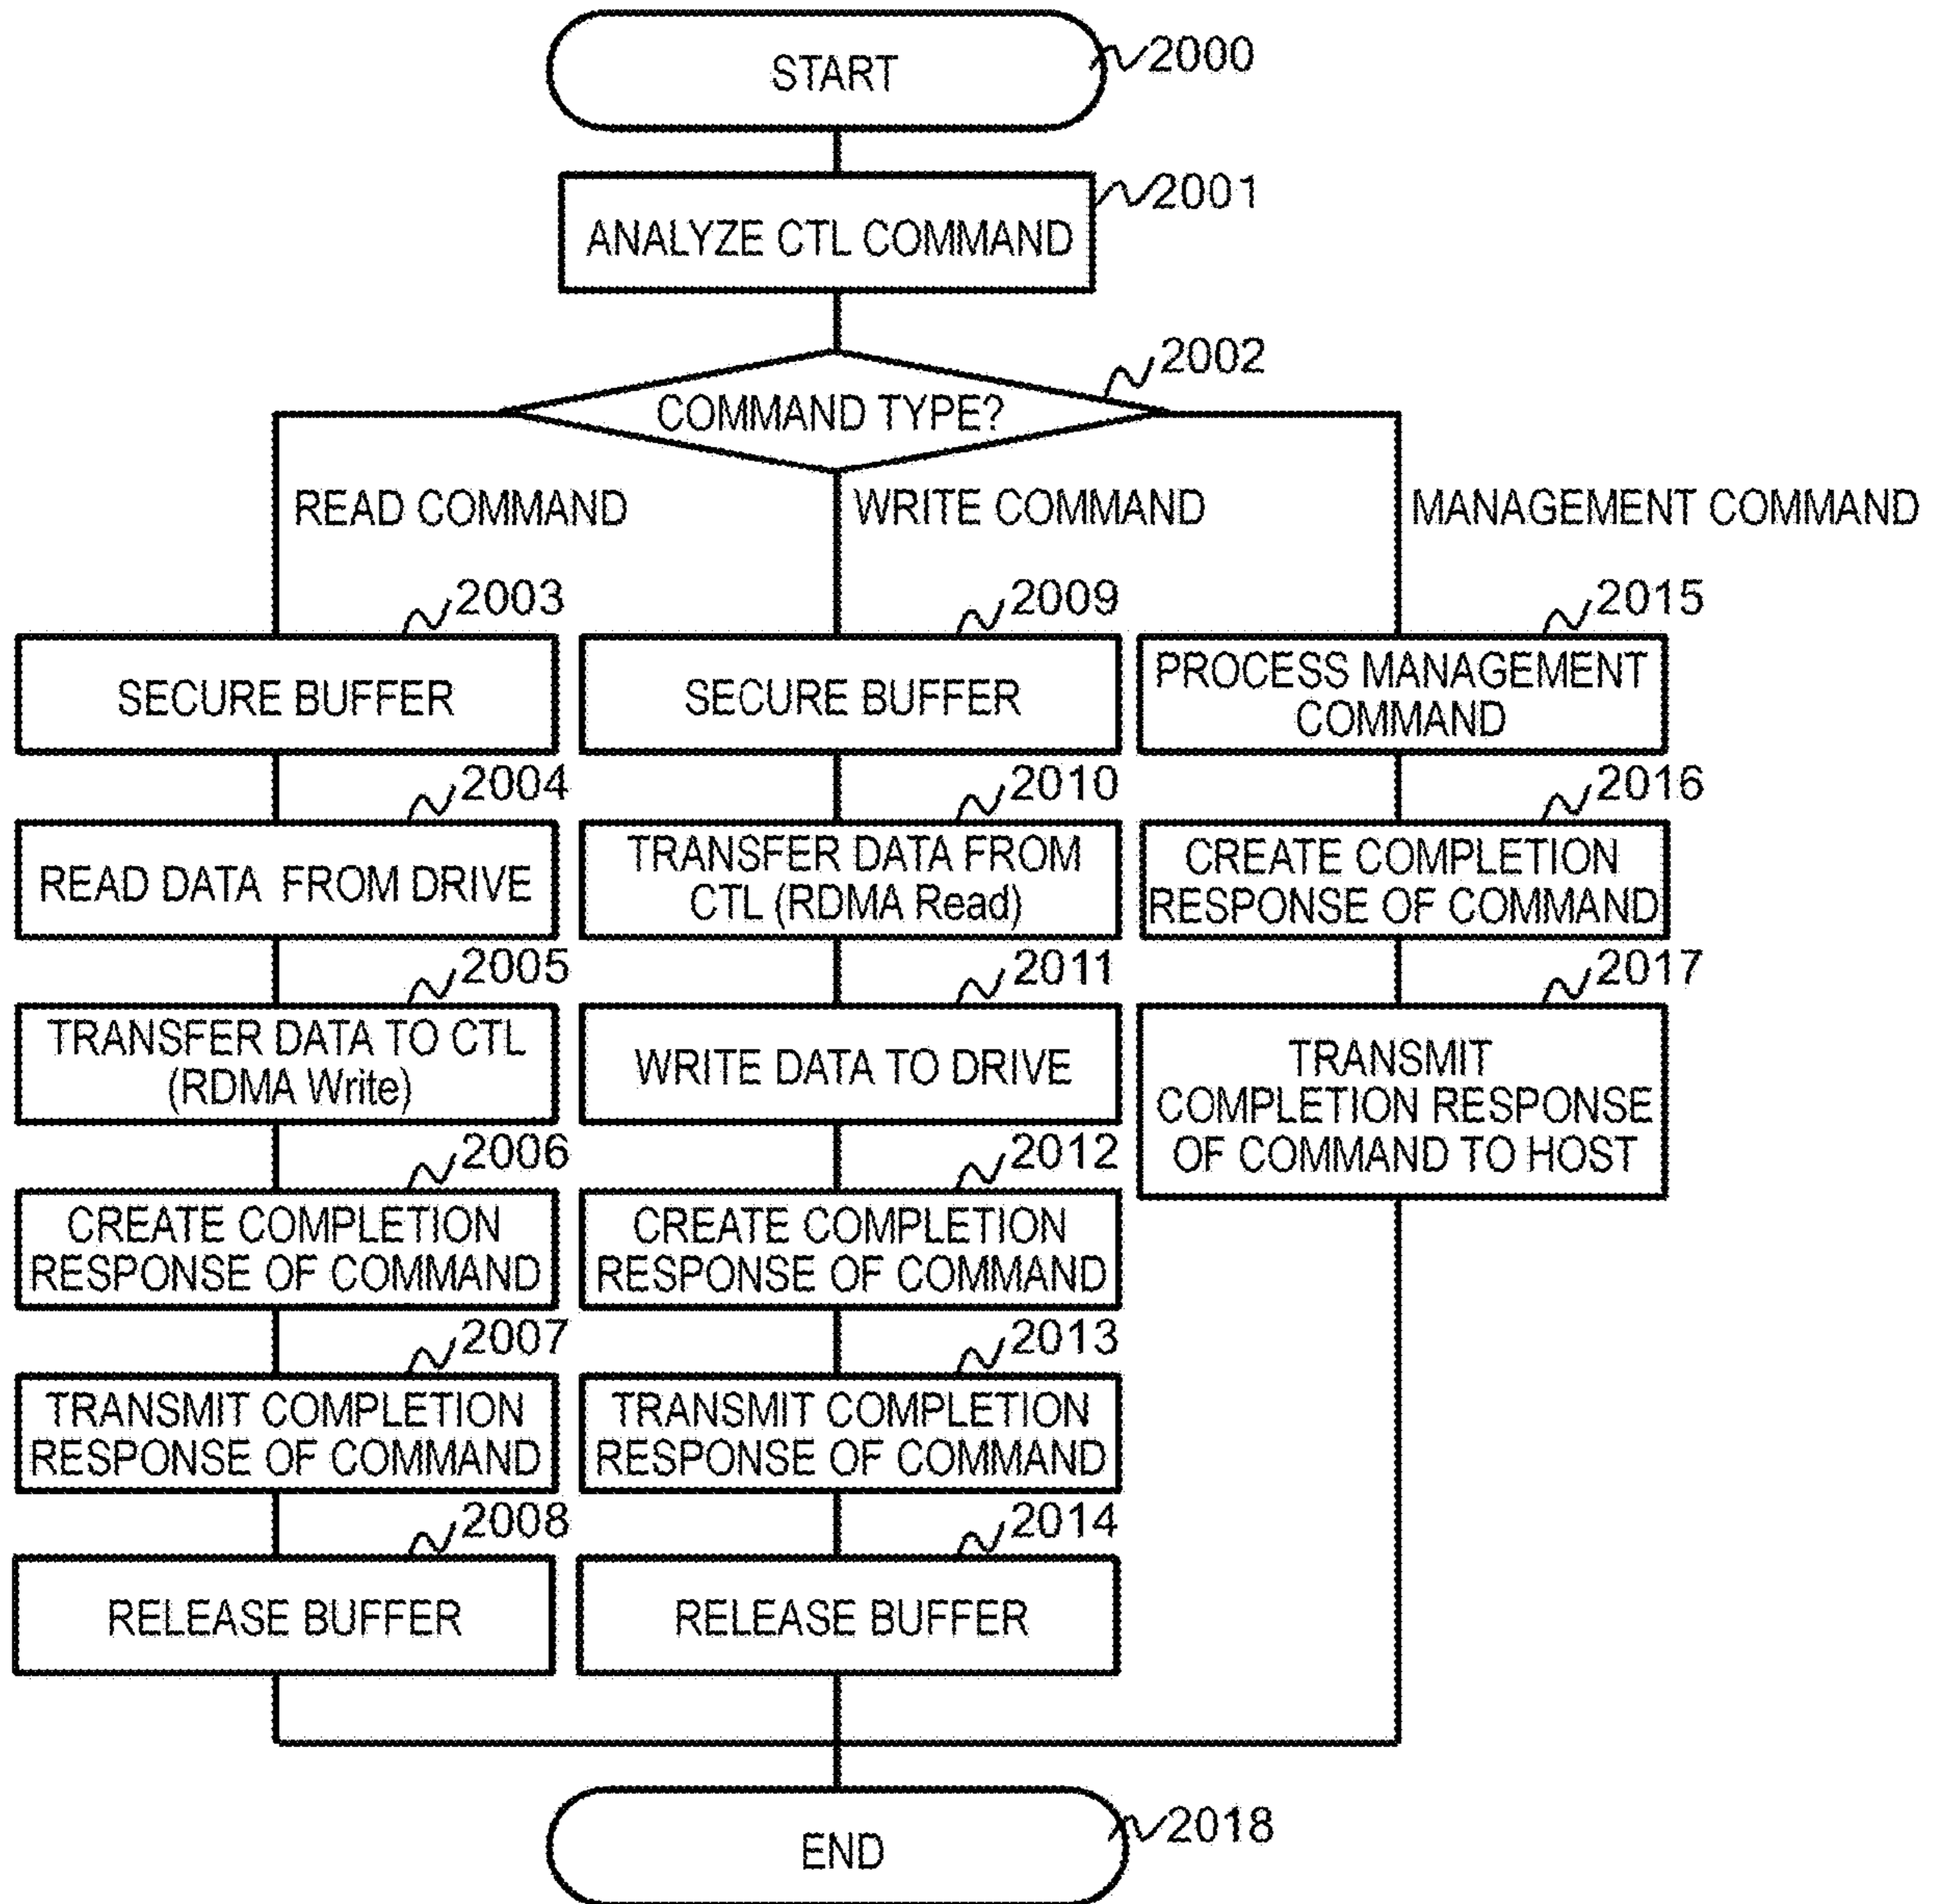 START
2000
ANALYZE CTL COMMAND
2001
COMMAND TYPE?
2002
READ COMMAND
WRITE COMMAND
MANAGEMENT COMMAND
2003
SECURE BUFFER
2004
READ DATA FROM DRIVE
2005
TRANSFER DATA TO CTL
(RDMA Write)
2006
CREATE COMPLETION
RESPONSE OF COMMAND
2007
TRANSMIT COMPLETION
RESPONSE OF COMMAND
2008
RELEASE BUFFER
2009
SECURE BUFFER
2010
TRANSFER DATA FROM
CTL (RDMA Read)
2011
WRITE DATA TO DRIVE
2012
CREATE COMPLETION
RESPONSE OF COMMAND
2013
TRANSMIT COMPLETION
RESPONSE OF COMMAND
2014
RELEASE BUFFER
2015
PROCESS MANAGEMENT
COMMAND
2016
CREATE COMPLETION
RESPONSE OF COMMAND
2017
TRANSMIT
COMPLETION RESPONSE
OF COMMAND TO HOST
END
2018